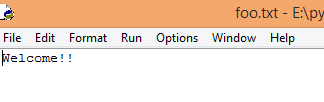 foo.txt - E:\py
File Edit Format Run Options Window Help
Welcome!!